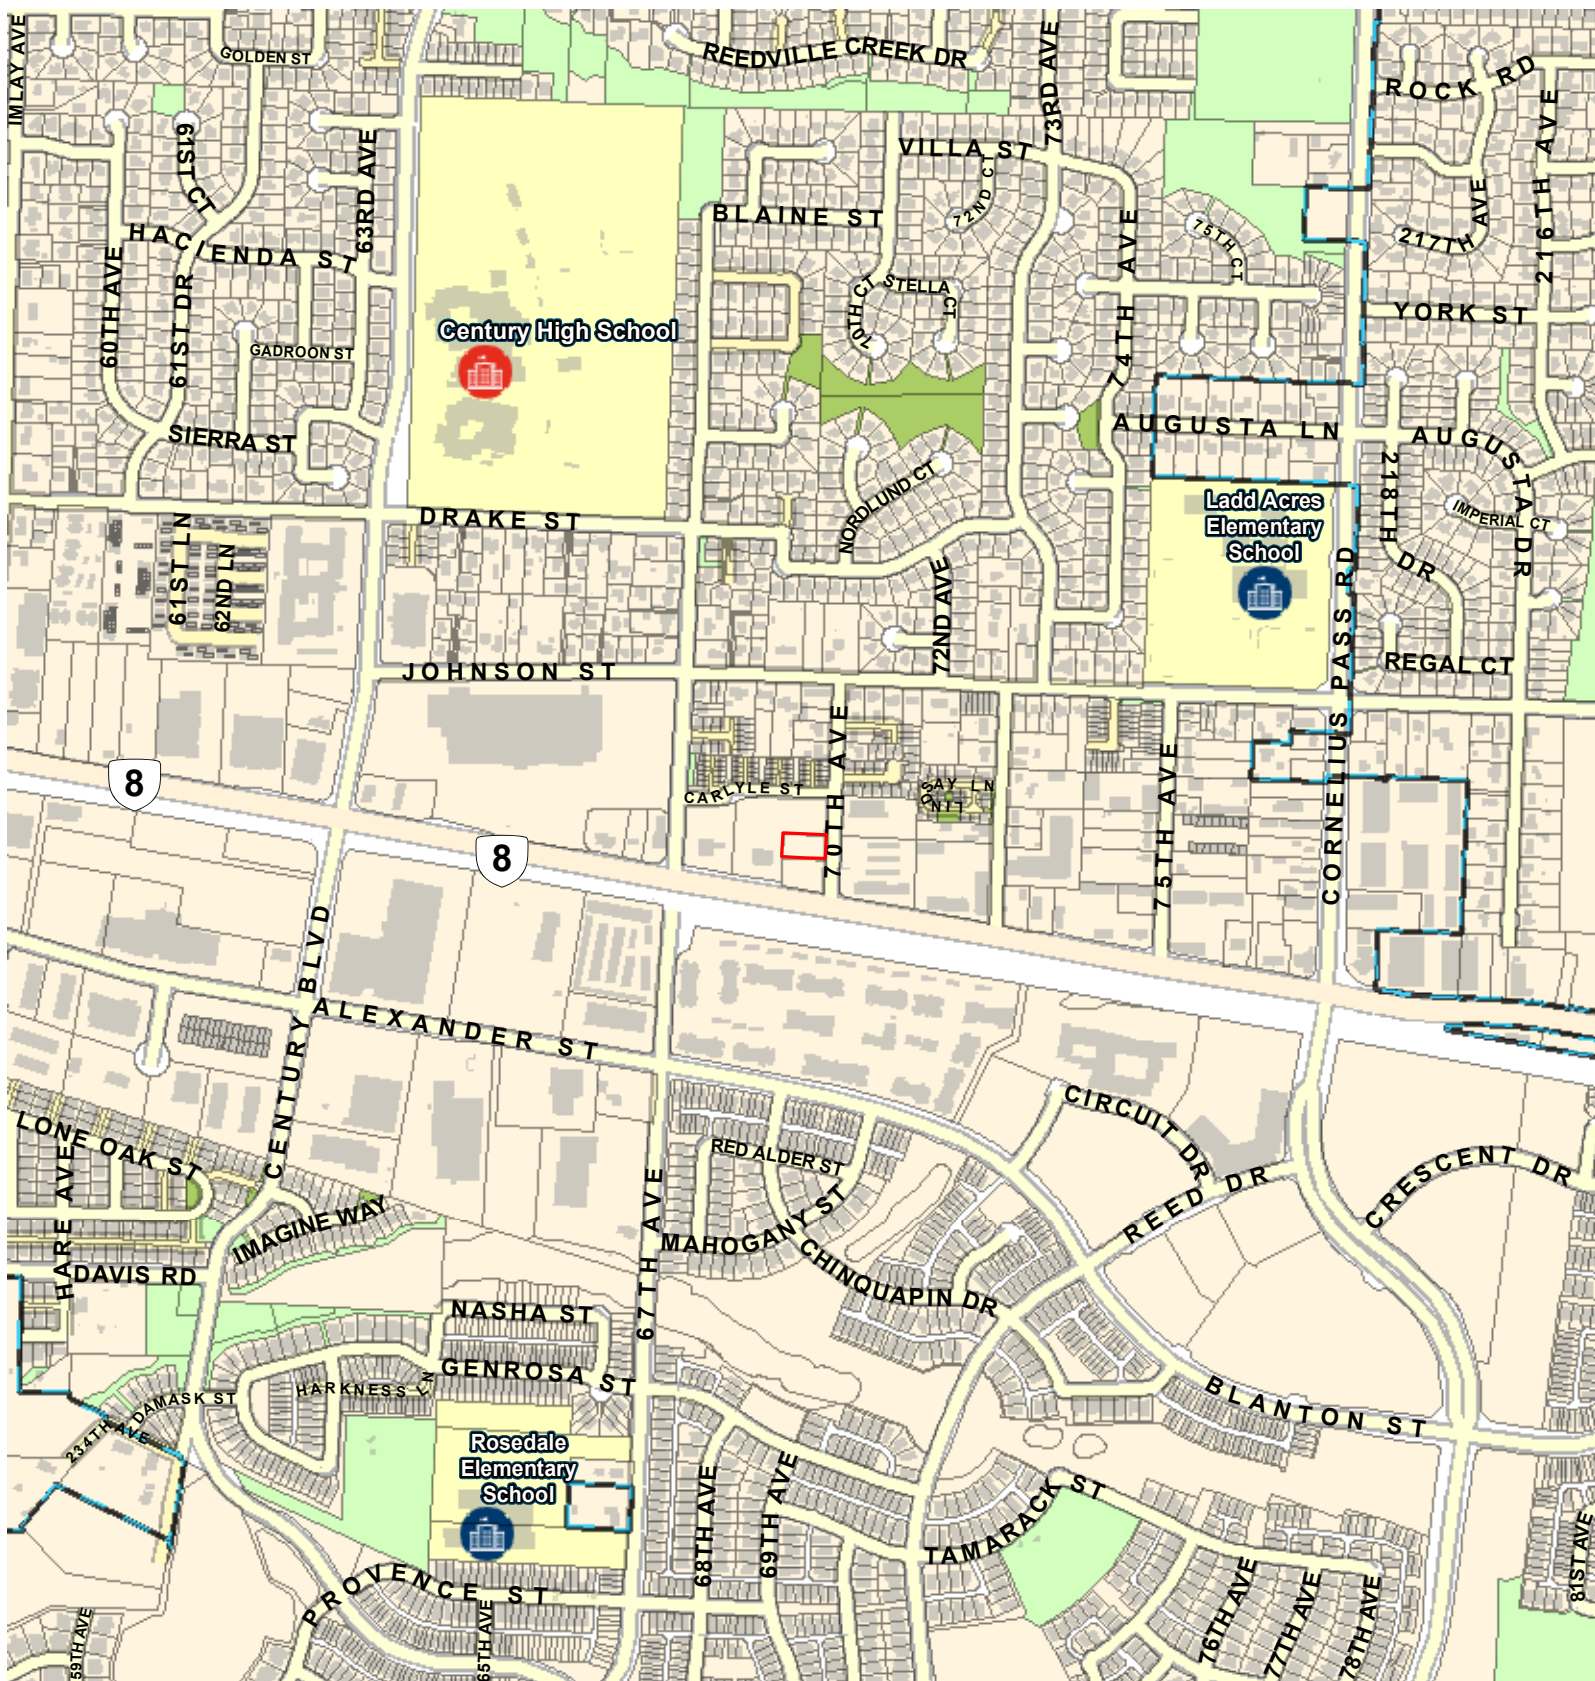 IMLAY AVE
GOLDEN ST
REEDVILLE CREEK DR
73RD AVE
ROCK RD
216TH AVE
61ST CT
63RD AVE
VILLA ST
72ND CT
BLAINE ST
74TH AVE
75TH CT
217TH AVE
HACIENDA ST
60TH AVE
61ST DR
GADROON ST
Century High School
70TH CT
STELLA CT
YORK ST
SIERRA ST
AUGUSTA LN
AUGUSTA DR
218TH DR
NORDLUND CT
Ladd Acres
Elementary
School
IMPERIAL CT
DRAKE ST
61ST LN
62ND LN
72ND AVE
REGAL CT
JOHNSON ST
CORNELIUS PASS RD
8
8
CARLYLE ST
70TH AVE
LINDSAY LN
75TH AVE
CENTURY BLVD
ALEXANDER ST
LONE OAK ST
HARE AVE
IMAGINE WAY
DAVIS RD
67TH AVE
RED ALDER ST
MAHOGANY ST
CHINQUAPIN DR
CIRCUIT DR
REED DR
CRESCENT DR
NASHA ST
GENROSA ST
HARKNESS LN
DAMASK ST
234TH AVE
BLANTON ST
Rosedale
Elementary
School
68TH AVE
69TH AVE
TAMARACK ST
PROVENCE ST
59TH AVE
65TH AVE
76TH AVE
77TH AVE
78TH AVE
81ST AVE